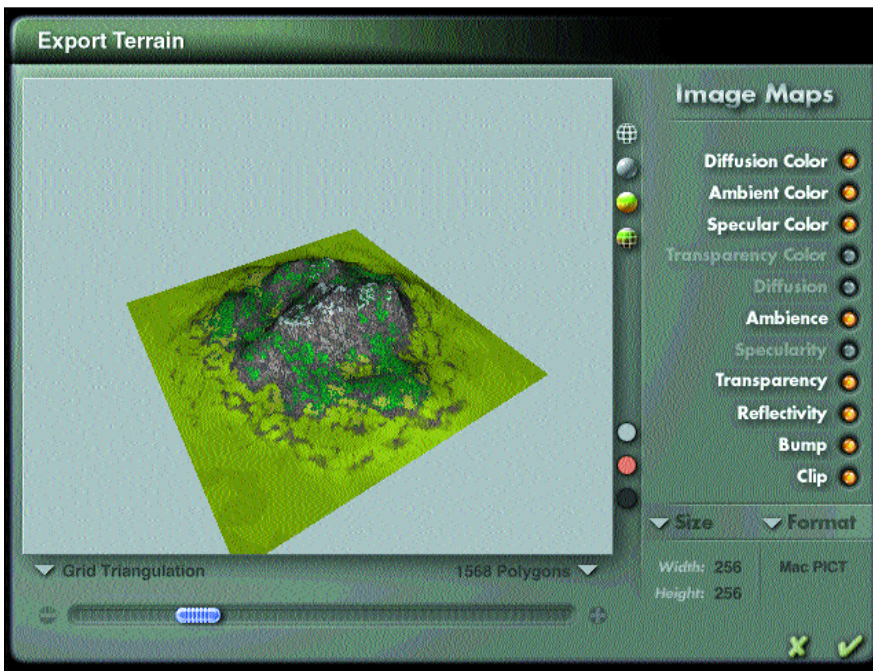 Export Terrain
Image Maps
Diffusion Color
Ambient Color
Specular Color
Transparency Color
Diffusion
Ambience
Specularity
Transparency
Reflectivity
Bump
Clip
Size Format
Width: 256 Mac PICT
Height: 256
Grid Triangulation 1568 Polygons